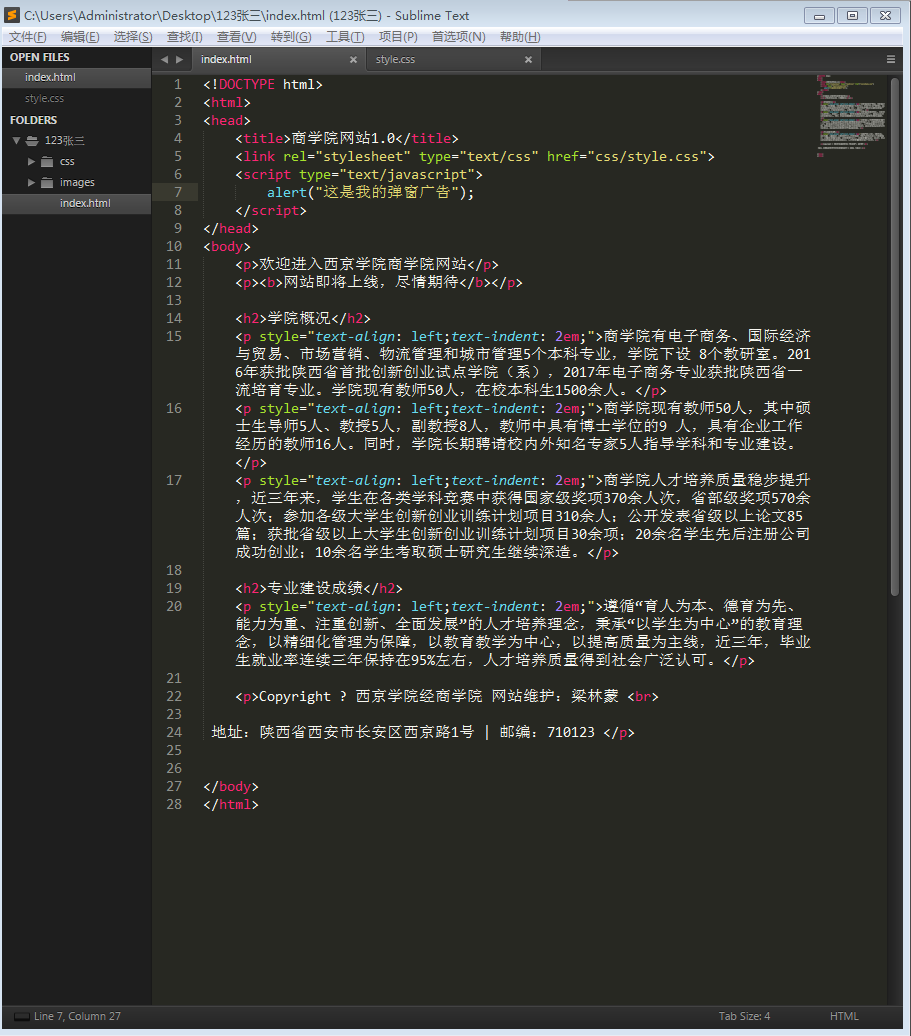 C:\Users\Administrator\Desktop\123张三\index.html (123张三) - Sublime Text
文件(F) 编辑(E) 选择(S) 查找(I) 查看(V) 转到(G) 工具(T) 项目(P) 首选项(N) 帮助(H)
OPEN FILES
index.html
style.css
FOLDERS
123张三
css
images
index.html
index.html × style.css ×
1 <!DOCTYPE html>
2 <html>
3 <head>
4 <title>商学院网站1.0</title>
5 <link rel="stylesheet" type="text/css" href="css/style.css">
6 <script type="text/javascript">
7 alert("这是我的弹窗广告");
8 </script>
9 </head>
10 <body>
11 <p>欢迎进入西京学院商学院网站</p>
12 <p><b>网站即将上线，尽情期待</b></p>
13
14 <h2>学院概况</h2>
15 <p style="text-align: left;text-indent: 2em;">商学院有电子商务、国际经济
与贸易、市场营销、物流管理和城市管理5个本科专业，学院下设 8个教研室。201
6年获批陕西省首批创新创业试点学院（系），2017年电子商务专业获批陕西省一
流培育专业。学院现有教师50人，在校本科生1500余人。</p>
16 <p style="text-align: left;text-indent: 2em;">商学院现有教师50人，其中硕
士生导师5人、教授5人，副教授8人，教师中具有博士学位的9 人，具有企业工作
经历的教师16人。同时，学院长期聘请校内外知名专家5人指导学科和专业建设。
</p>
17 <p style="text-align: left;text-indent: 2em;">商学院人才培养质量稳步提升
，近三年来，学生在各类学科竞赛中获得国家级奖项370余人次，省部级奖项570余
人次；参加各级大学生创新创业训练计划项目310余人；公开发表省级以上论文85
篇；获批省级以上大学生创新创业训练计划项目30余项；20余名学生先后注册公司
成功创业；10余名学生考取硕士研究生继续深造。</p>
18
19 <h2>专业建设成绩</h2>
20 <p style="text-align: left;text-indent: 2em;">遵循“育人为本、德育为先、
能力为重、注重创新、全面发展”的人才培养理念，秉承“以学生为中心”的教育理
念，以精细化管理为保障，以教育教学为中心，以提高质量为主线，近三年，毕业
生就业率连续三年保持在95%左右，人才培养质量得到社会广泛认可。</p>
21
22 <p>Copyright ? 西京学院经商学院 网站维护：梁林蒙 <br>
23
24 地址：陕西省西安市长安区西京路1号 | 邮编：710123 </p>
25
26
27 </body>
28 </html>
Line 7, Column 27 Tab Size: 4 HTML